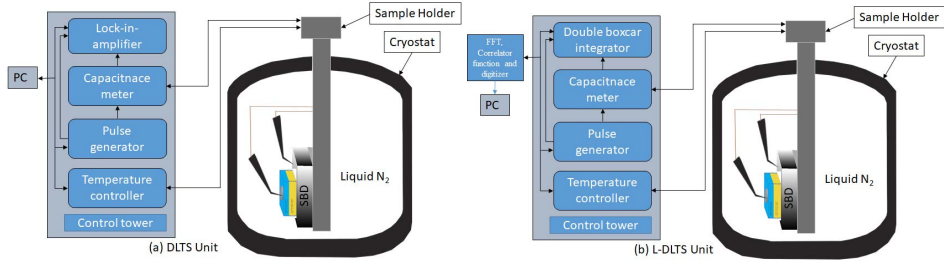 Lock-in-
amplifier
Capacitnace
meter
Pulse
generator
Temperature
controller
Control tower
PC
Sample Holder
Cryostat
Liquid N2
SBD
(a) DLTS Unit
FFT,
Correlator
function and
digitizer
PC
Double boxcar
integrator
Capacitnace
meter
Pulse
generator
Temperature
controller
Control tower
Sample Holder
Cryostat
Liquid N2
SBD
(b) L-DLTS Unit